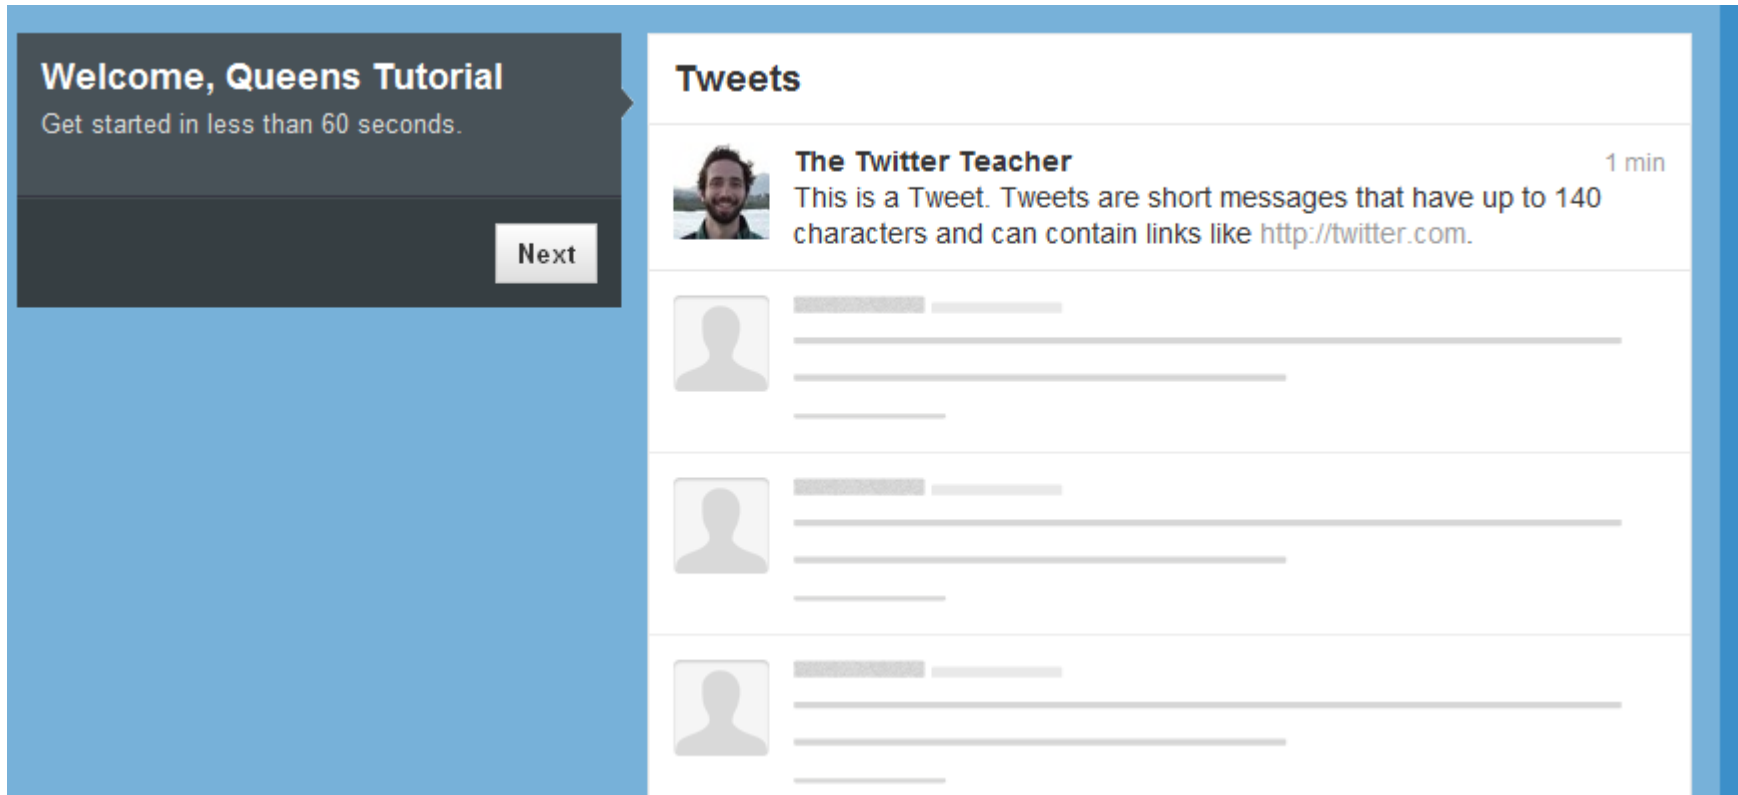 Welcome, Queens Tutorial
Get started in less than 60 seconds.
Next
Tweets
The Twitter Teacher 1 min
This is a Tweet. Tweets are short messages that have up to 140
characters and can contain links like http://twitter.com.